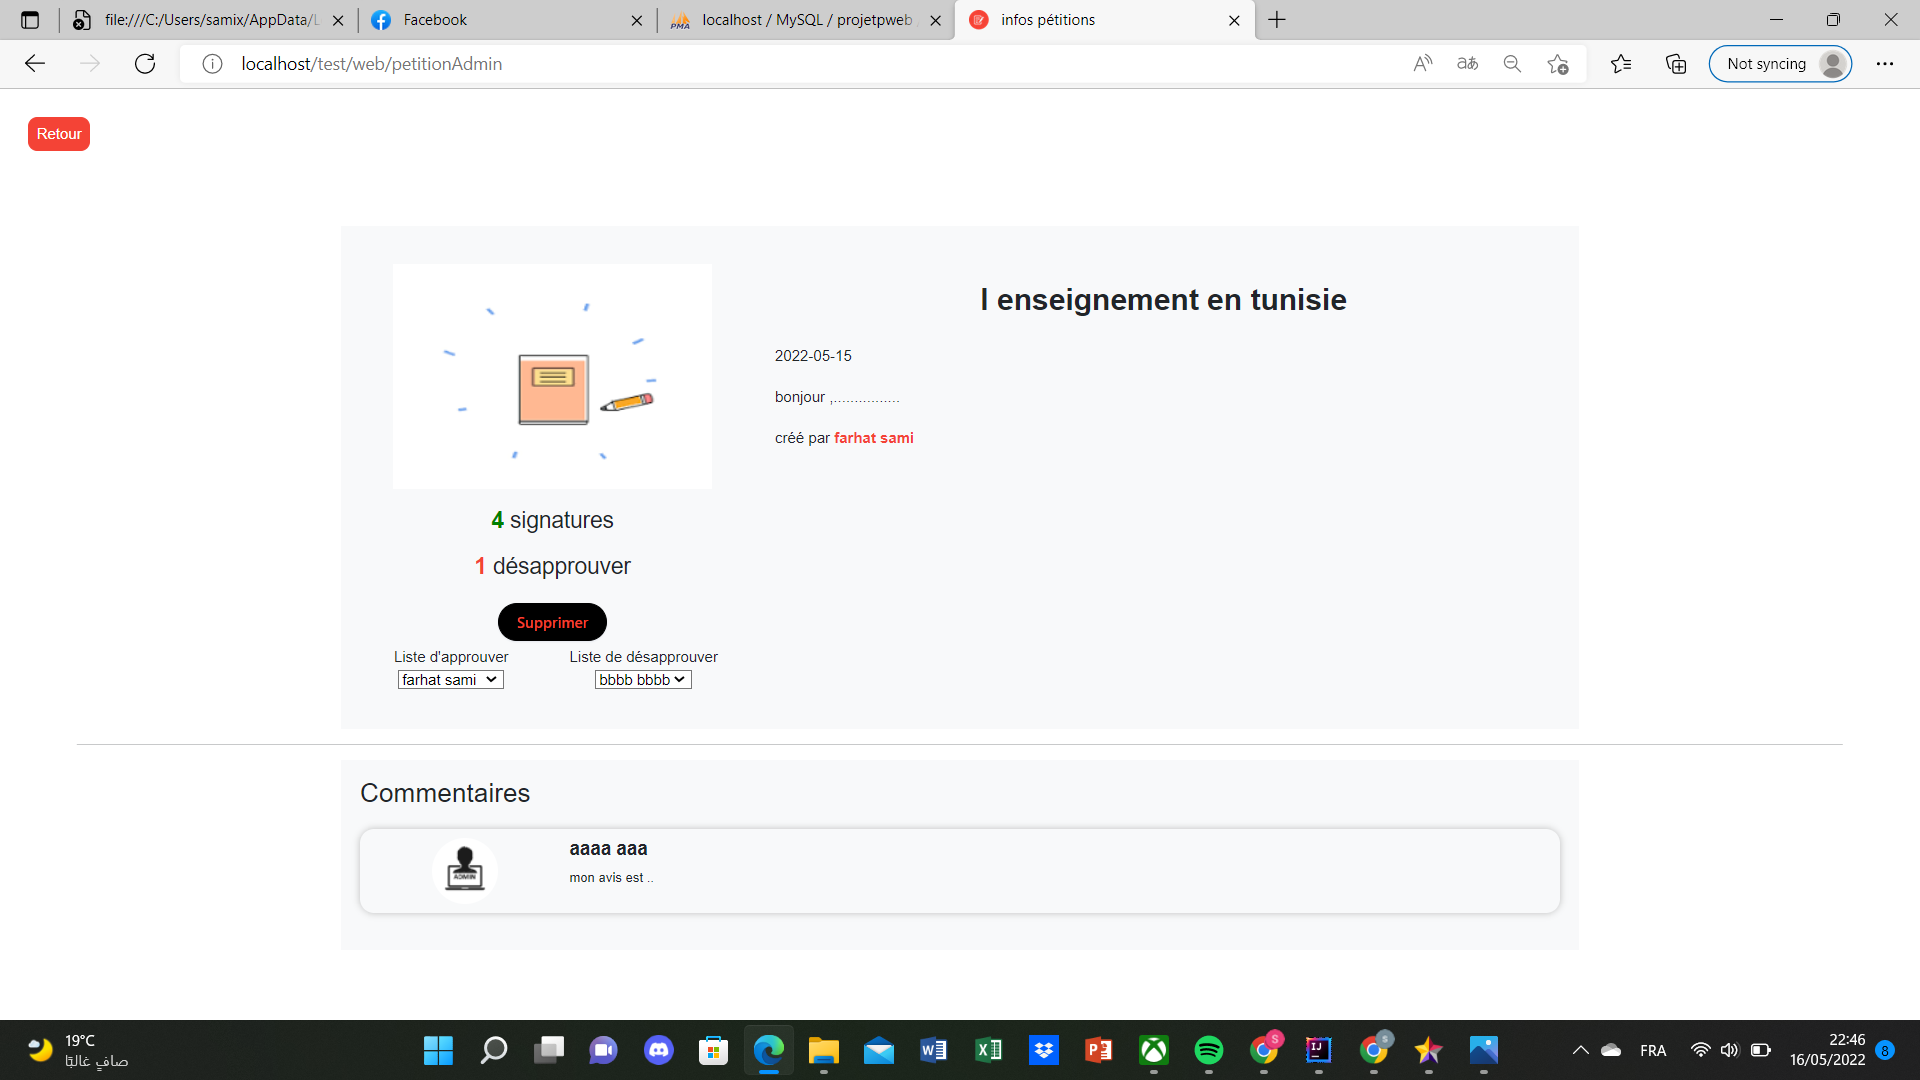 file:///C:/Users/samix/AppData/L
Facebook
localhost / MySQL / projetpweb
infos pétitions
localhost/test/web/petitionAdmin
Not syncing
Retour
l enseignement en tunisie
2022-05-15
bonjour ,................
créé par farhat sami
4 signatures
1 désapprouver
Supprimer
Liste d'approuver
farhat sami
Liste de désapprouver
bbbb bbbb
Commentaires
ADMIN
aaaa aaa
mon avis est ..
19°C
صافٍ غالبًا
FRA
22:46
16/05/2022
8